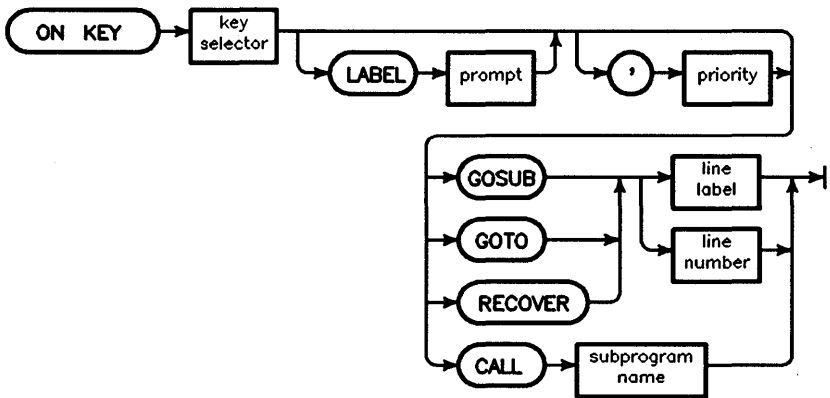 ON KEY
key
selector
LABEL
prompt
,
priority
GOSUB
line
label
GOTO
line
number
RECOVER
CALL
subprogram
name